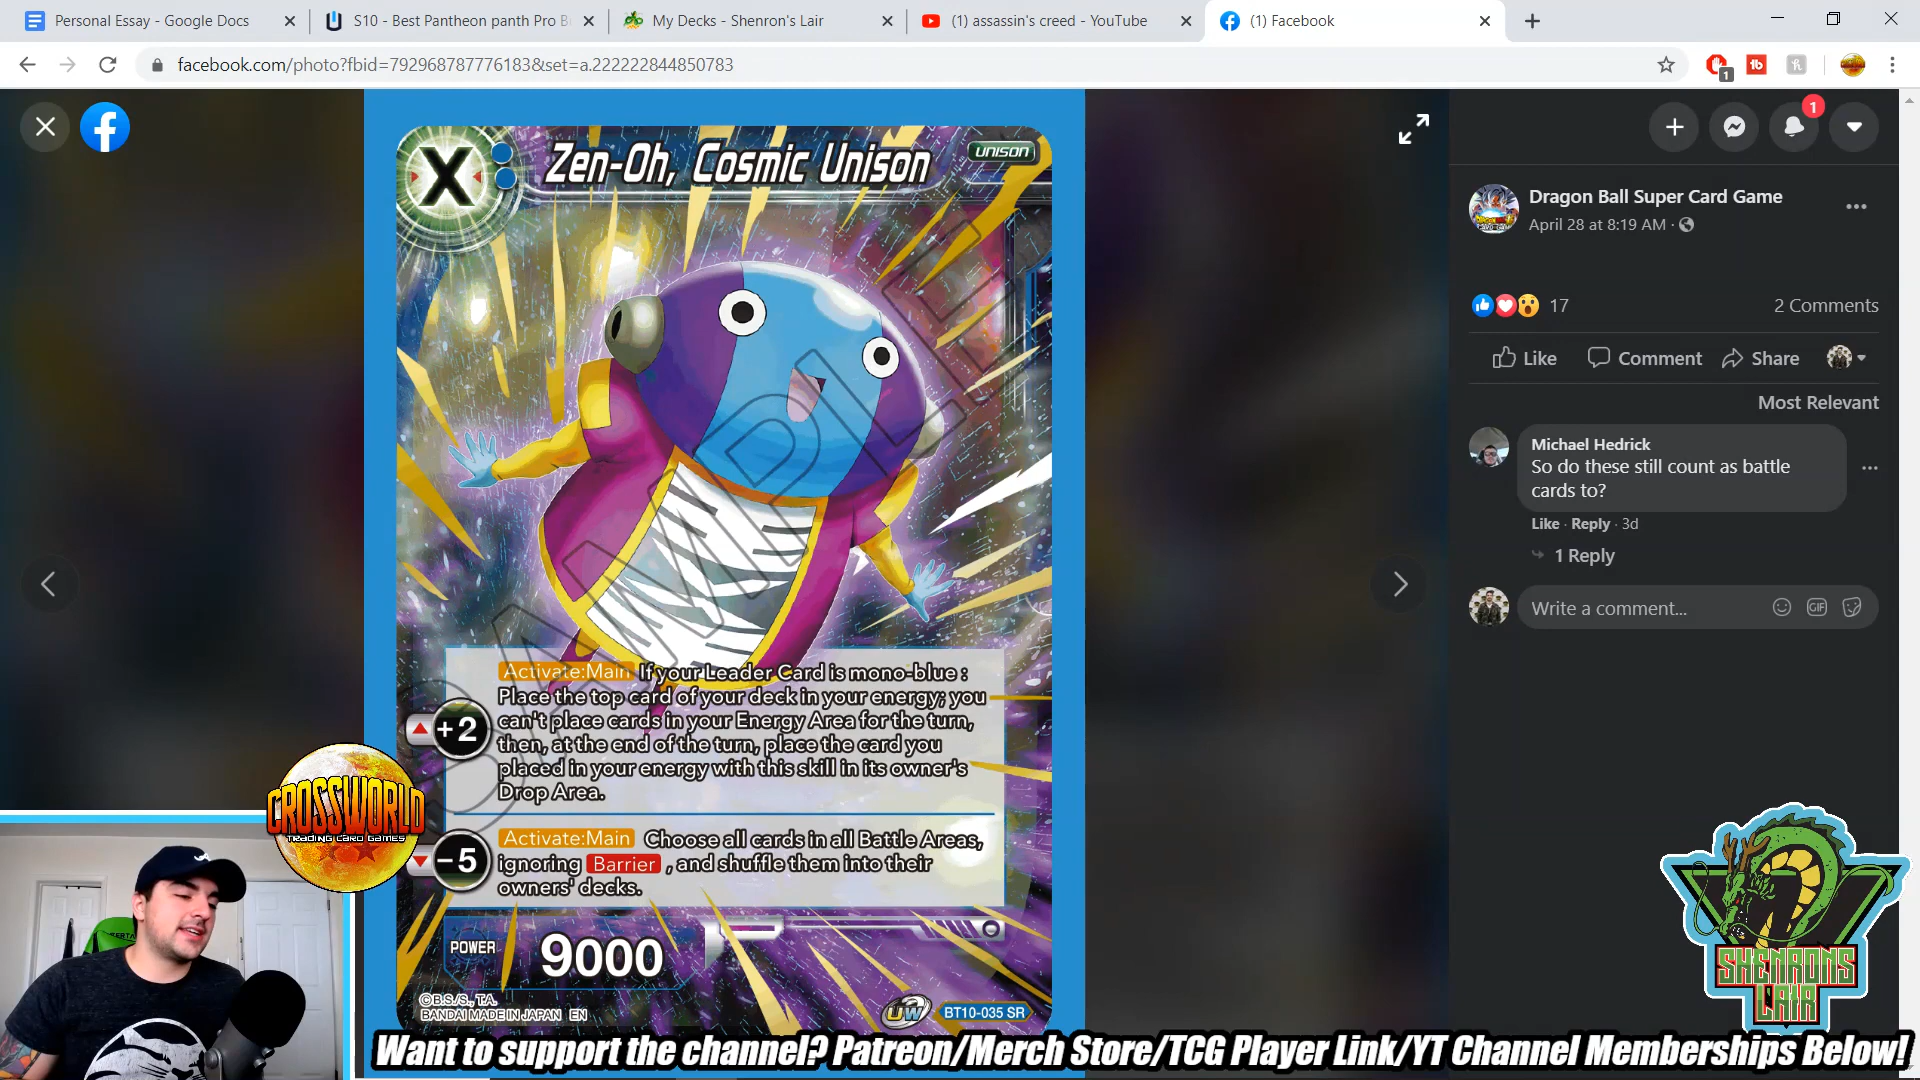 Personal Essay - Google Docs
S10 - Best Pantheon panth Pro B
My Decks - Shenron's Lair
(1) assassin's creed - YouTube
(1) Facebook
facebook.com/photo?fbid=792968787776183&set=a.222222844850783
X
Zen-Oh, Cosmic Unison
UNISON
SAMPLE
+2
Activate:Main If your Leader Card is mono-blue :
Place the top card of your deck in your energy; you
can't place cards in your Energy Area for the turn,
then, at the end of the turn, place the card you
placed in your energy with this skill in its owner's
Drop Area.
-5
Activate:Main Choose all cards in all Battle Areas,
ignoring Barrier, and shuffle them into their
owners' decks.
POWER
9000
©B.S./S., T.A.
BANDAI MADE IN JAPAN EN
UW
BT10-035 SR
1
1
Dragon Ball Super Card Game
April 28 at 8:19 AM ·
17
2 Comments
Like
Comment
Share
Most Relevant
Michael Hedrick
So do these still count as battle
cards to?
Like · Reply · 3d
1 Reply
Write a comment...
GIF
CROSSWORLD
TRADING CARD GAMES
SHENRONS
LAIR
Want to support the channel? Patreon/Merch Store/TCG Player Link/YT Channel Memberships Below!